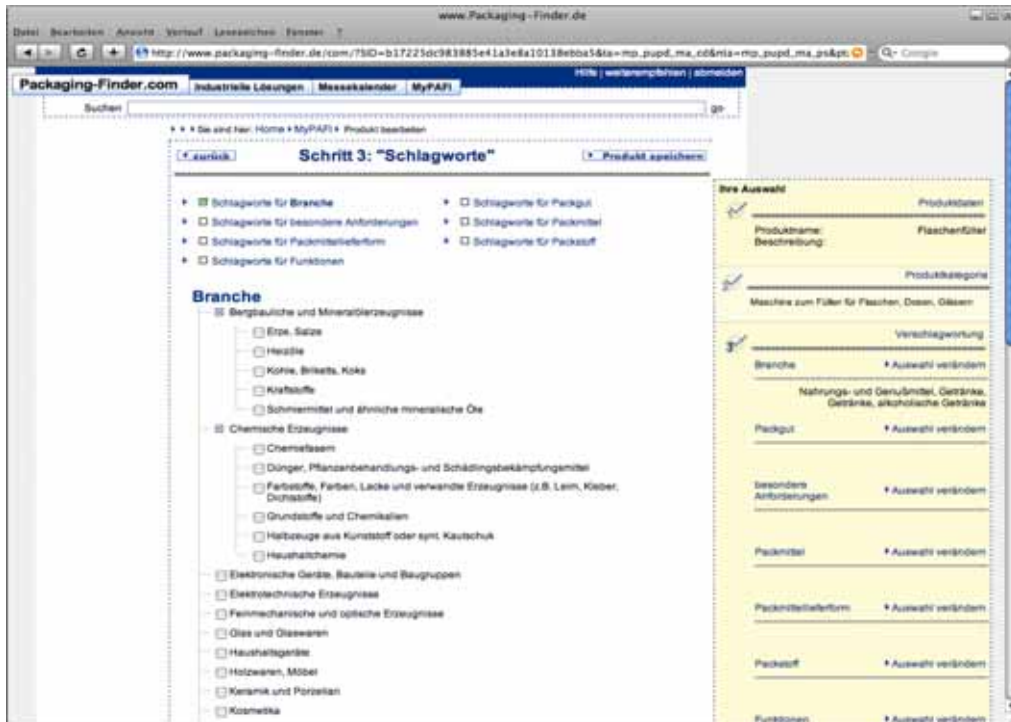 www.Packaging-Finder.de
Datei Bearbeiten Ansicht Verlauf Lesezeichen Fenster ?
Google
Hilfe | weiterempfehlen | abmelden
Packaging-Finder.com Industrielle Lösungen Messekalender MyPAFI
Suchen go
Sie sind hier: Home MyPAFI Produkt bearbeiten
zurück Schritt 3: "Schlagworte" Produkt speichern
Schlagworte für Branche Schlagworte für Packgut
Schlagworte für besondere Anforderungen Schlagworte für Packmittel
Schlagworte für Packmittellieferform Schlagworte für Packstoff
Schlagworte für Funktionen
Branche
Bergbauliche und Mineralölerzeugnisse
Erze, Salze
Heizöle
Kohle, Briketts, Koks
Kraftstoffe
Schmiermittel und ähnliche mineralische Öle
Chemische Erzeugnisse
Chemiefasern
Dünger, Pflanzenbehandlungs- und Schädlingsbekämpfungsmittel
Farbstoffe, Farben, Lacke und verwandte Erzeugnisse (z.B. Leim, Kleber,
Dichtstoffe)
Grundstoffe und Chemikalien
Halbzeuge aus Kunststoff oder synt. Kautschuk
Haushaltchemie
Elektronische Geräte, Bauteile und Baugruppen
Elektrotechnische Erzeugnisse
Feinmechanische und optische Erzeugnisse
Glas und Glaswaren
Haushaltsgeräte
Holzwaren, Möbel
Keramik und Porzellan
Kosmetika
Ihre Auswahl
Produktdaten
Produktname: Flaschenfüller
Beschreibung:
Produktkategorie
Maschine zum Füllen für Flaschen, Dosen, Gläsern
3 Verschlagwortung
Branche Auswahl verändern
Nahrungs- und Genußmittel, Getränke,
Getränke, alkoholische Getränke
Packgut Auswahl verändern
besondere
Anforderungen Auswahl verändern
Packmittel Auswahl verändern
Packmittellieferform Auswahl verändern
Packstoff Auswahl verändern
Funktionen Auswahl verändern